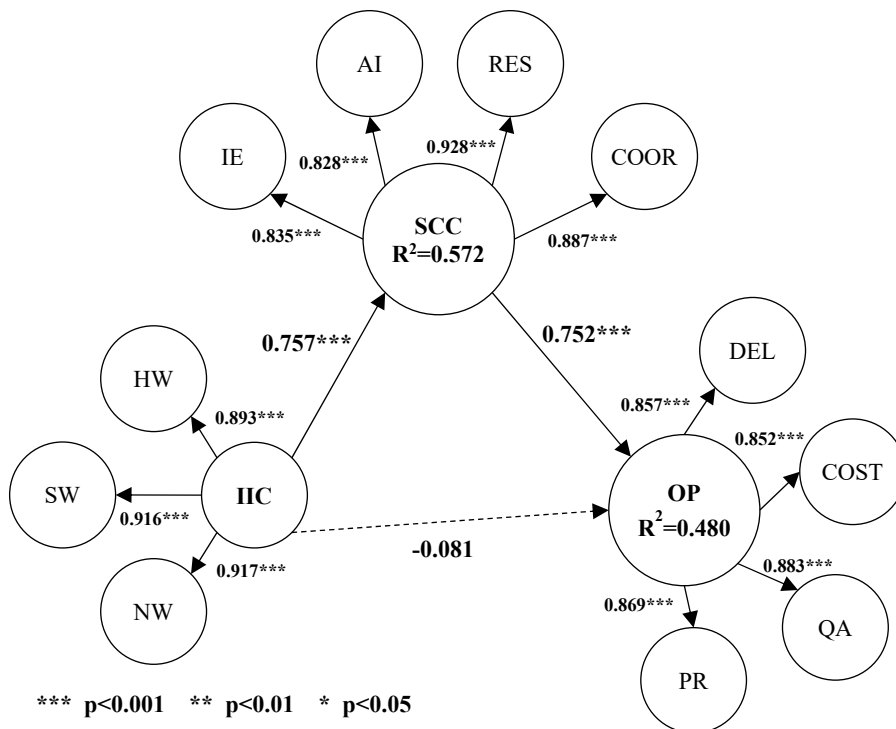 AI
RES
IE
COOR
0.828***
0.928***
0.835***
0.887***
SCC
R²=0.572
0.757***
0.752***
HW
0.893***
SW
0.916***
IIC
NW
0.917***
-0.081
DEL
0.857***
0.852***
COST
OP
R²=0.480
0.883***
QA
0.869***
PR
*** p<0.001 ** p<0.01 * p<0.05